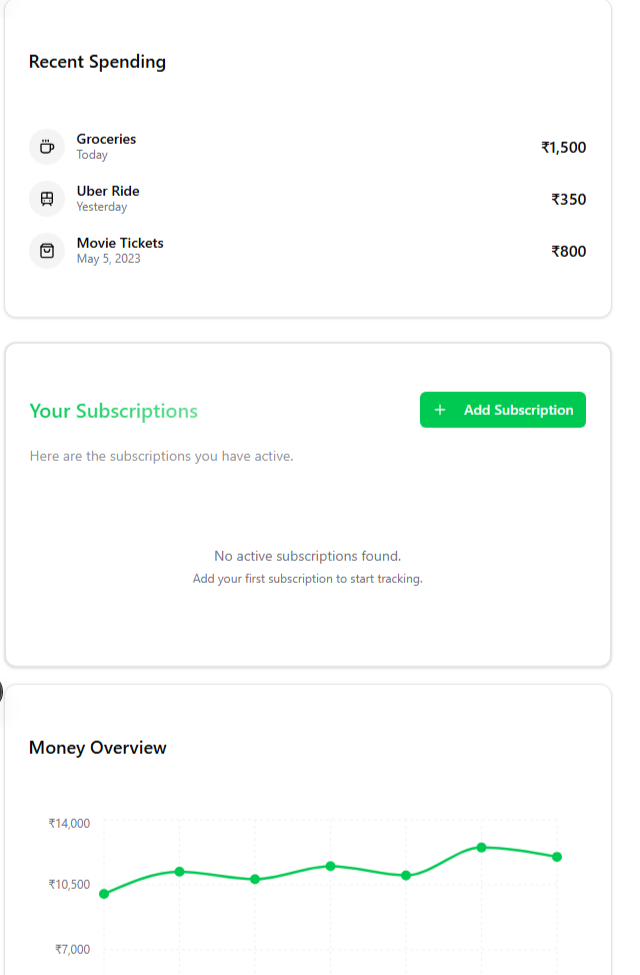 Recent Spending
Groceries
Today
₹1,500
Uber Ride
Yesterday
₹350
Movie Tickets
May 5, 2023
₹800
Your Subscriptions
Add Subscription
Here are the subscriptions you have active.
No active subscriptions found.
Add your first subscription to start tracking.
Money Overview
₹14,000
₹10,500
₹7,000